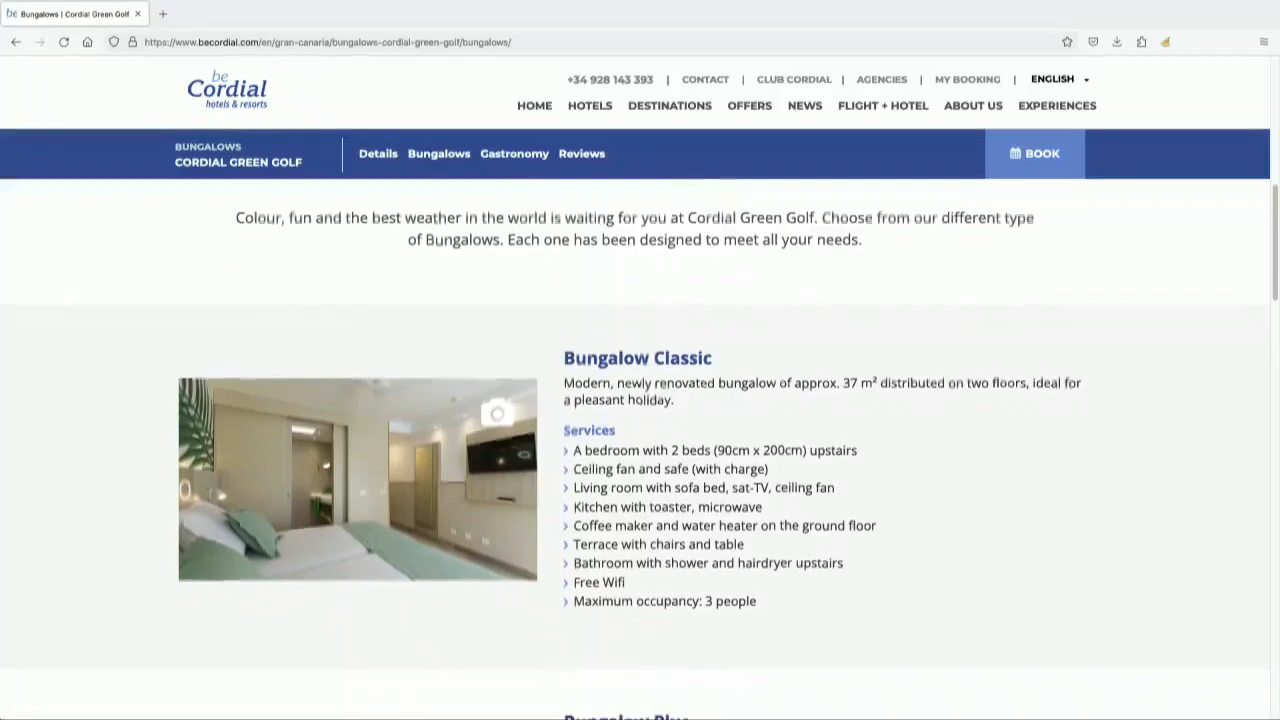 be Bungalows | Cordial Green Golf
https://www.becordial.com/en/gran-canaria/bungalows-cordial-green-golf/bungalows/
be
Cordial
hotels & resorts
+34 928 143 393 | CONTACT | CLUB CORDIAL | AGENCIES | MY BOOKING | ENGLISH
HOME HOTELS DESTINATIONS OFFERS NEWS FLIGHT + HOTEL ABOUT US EXPERIENCES
BUNGALOWS
CORDIAL GREEN GOLF
Details Bungalows Gastronomy Reviews
BOOK
Colour, fun and the best weather in the world is waiting for you at Cordial Green Golf. Choose from our different type
of Bungalows. Each one has been designed to meet all your needs.
Bungalow Classic
Modern, newly renovated bungalow of approx. 37 m² distributed on two floors, ideal for
a pleasant holiday.
Services
A bedroom with 2 beds (90cm x 200cm) upstairs
Ceiling fan and safe (with charge)
Living room with sofa bed, sat-TV, ceiling fan
Kitchen with toaster, microwave
Coffee maker and water heater on the ground floor
Terrace with chairs and table
Bathroom with shower and hairdryer upstairs
Free Wifi
Maximum occupancy: 3 people